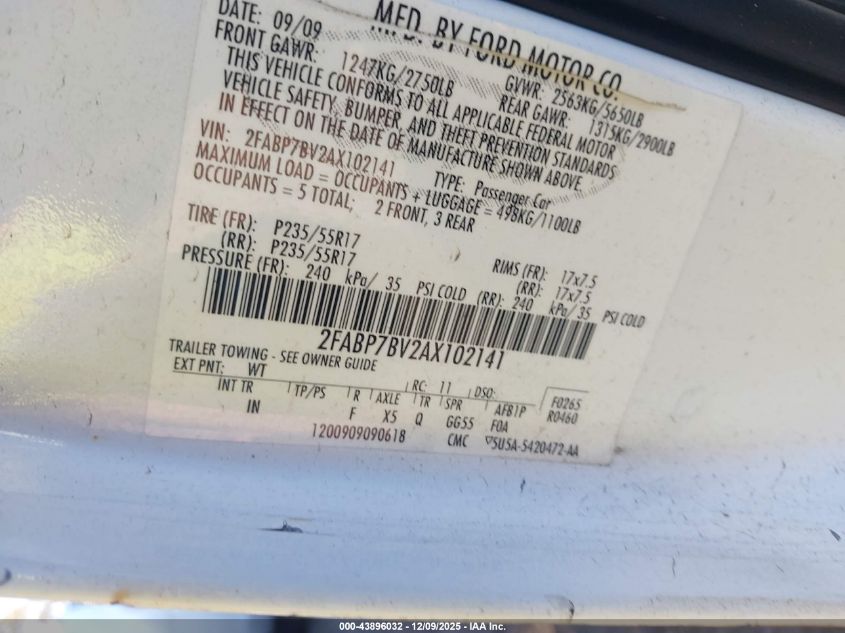 MFD. BY FORD MOTOR CO.
DATE: 09/09 GVWR: 2563KG/5650LB
FRONT GAWR: 1247KG/2750LB REAR GAWR: 1315KG/2900LB
THIS VEHICLE CONFORMS TO ALL APPLICABLE FEDERAL MOTOR
VEHICLE SAFETY, BUMPER, AND THEFT PREVENTION STANDARDS
IN EFFECT ON THE DATE OF MANUFACTURE SHOWN ABOVE.
VIN: 2FABP7BV2AX102141 TYPE: Passenger Car
MAXIMUM LOAD = OCCUPANTS + LUGGAGE = 498KG/1100LB
OCCUPANTS = 5 TOTAL; 2 FRONT, 3 REAR
TIRE (FR): P235/55R17 RIMS (FR): 17x7.5
(RR): P235/55R17 (RR): 17x7.5
PRESSURE (FR): 240 kPa/ 35 PSI COLD (RR): 240 kPa/ 35 PSI COLD
2FABP7BV2AX102141
TRAILER TOWING - SEE OWNER GUIDE
EXT PNT: WT RC: 11 DSO: F0265
INT TR TP/PS R AXLE TR SPR AFB1P R0460
IN F X5 Q GG55 FOA
1200909090618 CMC 5U5A-5420472-AA
000-43896032 - 12/09/2025 - IAA Inc.